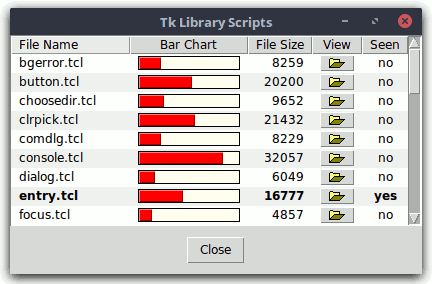 Tk Library Scripts
File Name Bar Chart File Size View Seen
bgerror.tcl 8259 no
button.tcl 20200 no
choosedir.tcl 9652 no
clrpick.tcl 21432 no
comdlg.tcl 8229 no
console.tcl 32057 no
dialog.tcl 6049 no
entry.tcl 16777 yes
focus.tcl 4857 no
Close